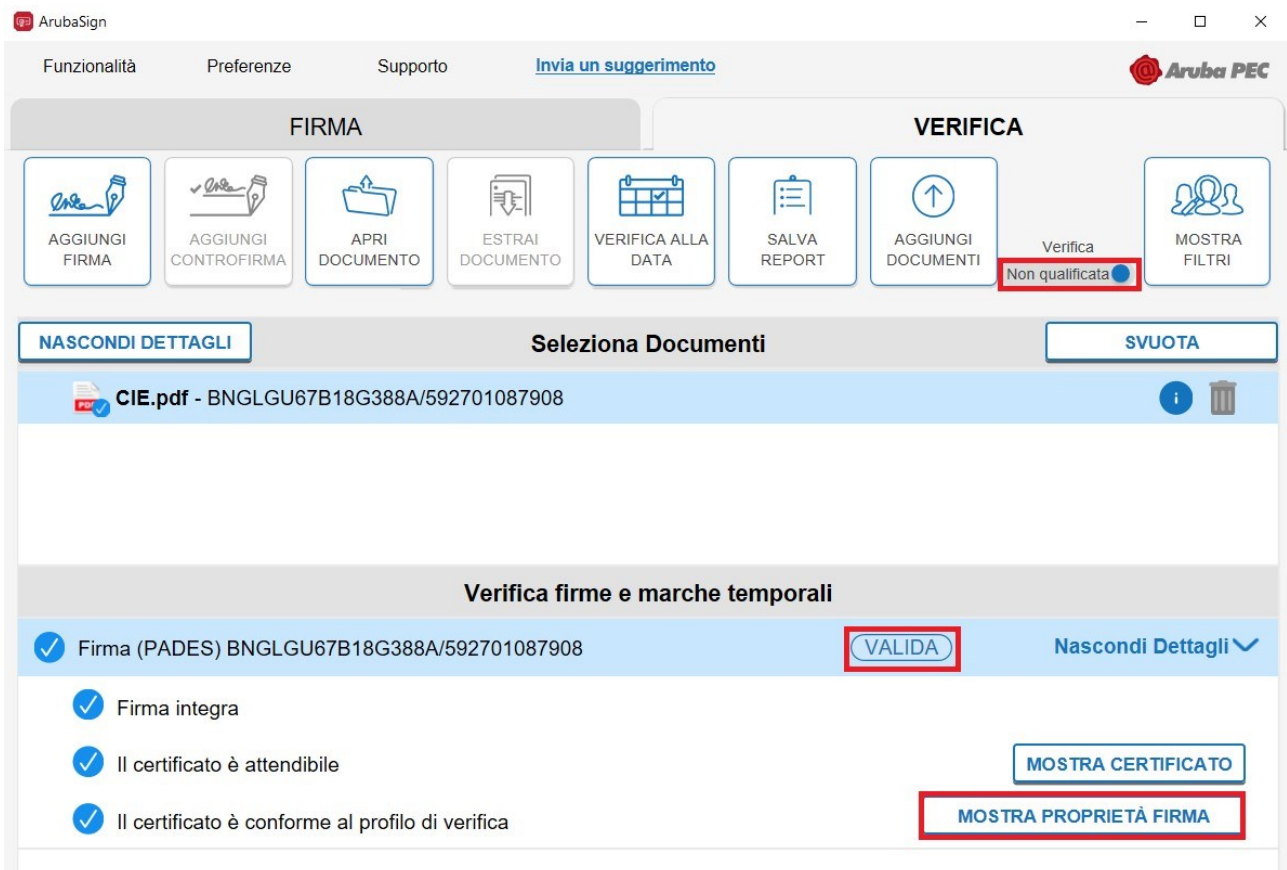 ArubaSign
Funzionalità Preferenze Supporto Invia un suggerimento
Aruba PEC
FIRMA VERIFICA
AGGIUNGI FIRMA
AGGIUNGI CONTROFIRMA
APRI DOCUMENTO
ESTRAI DOCUMENTO
VERIFICA ALLA DATA
SALVA REPORT
AGGIUNGI DOCUMENTI
Verifica
Non qualificata
MOSTRA FILTRI
NASCONDI DETTAGLI Seleziona Documenti SVUOTA
CIE.pdf - BNGLGU67B18G388A/592701087908
Verifica firme e marche temporali
Firma (PADES) BNGLGU67B18G388A/592701087908 VALIDA Nascondi Dettagli
Firma integra
Il certificato è attendibile MOSTRA CERTIFICATO
Il certificato è conforme al profilo di verifica MOSTRA PROPRIETÀ FIRMA